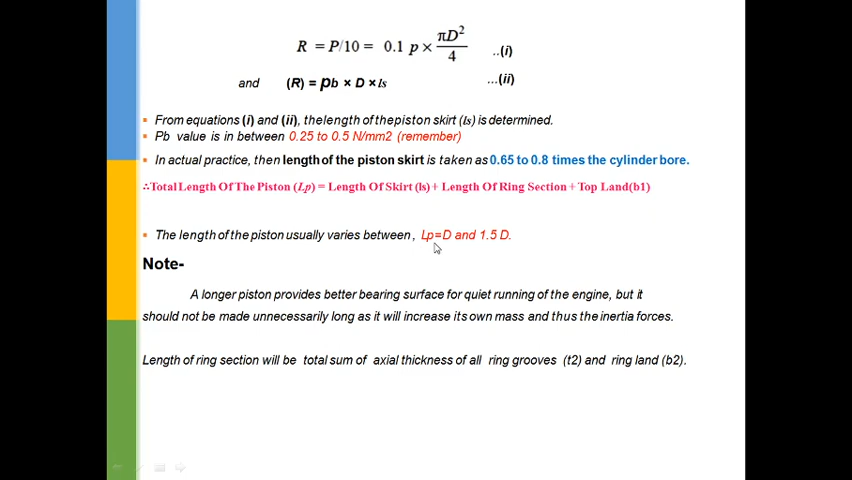 R = P/10 = 0.1 p × πD²/4 ..(i)
and (R) = pb × D × ls ...(ii)
▪ From equations (i) and (ii), the length of the piston skirt (ls) is determined.
▪ Pb value is in between 0.25 to 0.5 N/mm2 (remember)
▪ In actual practice, then length of the piston skirt is taken as 0.65 to 0.8 times the cylinder bore.
∴Total Length Of The Piston (Lp) = Length Of Skirt (ls) + Length Of Ring Section + Top Land(b1)
▪ The length of the piston usually varies between , Lp=D and 1.5 D.
Note-
A longer piston provides better bearing surface for quiet running of the engine, but it
should not be made unnecessarily long as it will increase its own mass and thus the inertia forces.
Length of ring section will be total sum of axial thickness of all ring grooves (t2) and ring land (b2).